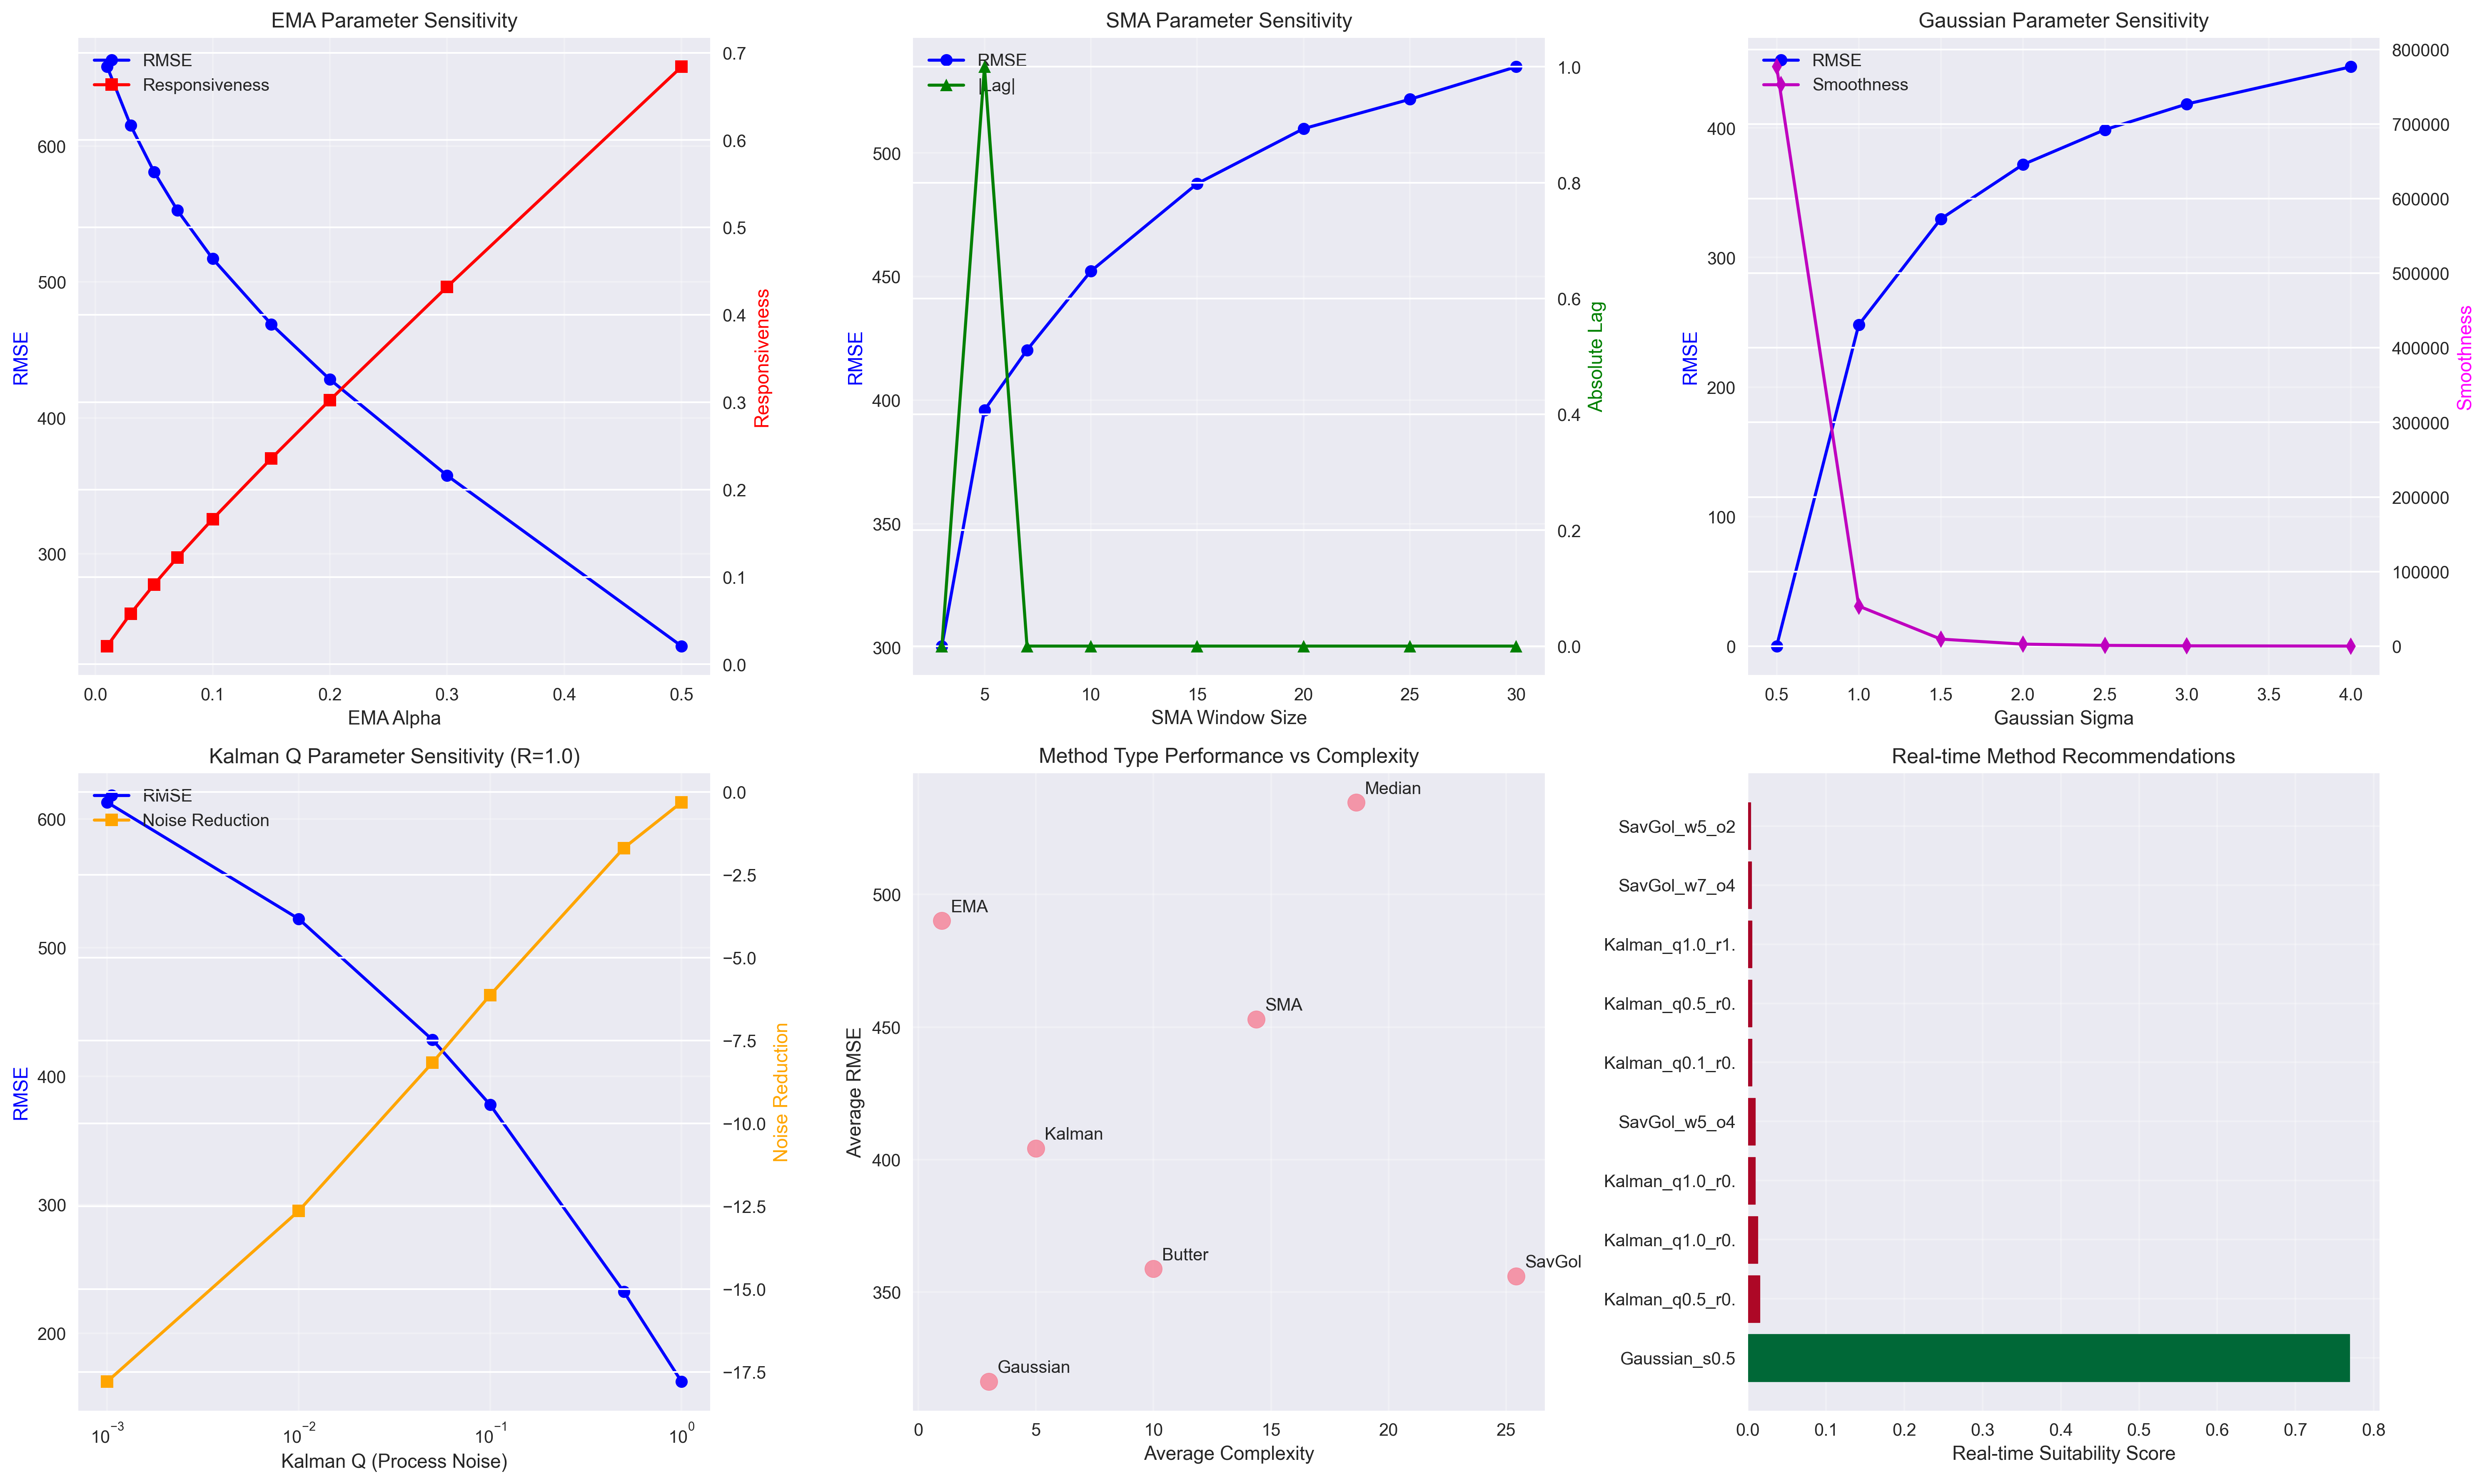 EMA Parameter Sensitivity
RMSE
Responsiveness
600
500
400
300
RMSE
0.7
0.6
0.5
0.4
0.3
0.2
0.1
0.0
Responsiveness
0.0
0.1
0.2
0.3
0.4
0.5
EMA Alpha
SMA Parameter Sensitivity
RMSE
|Lag|
500
450
400
350
300
RMSE
1.0
0.8
0.6
0.4
0.2
0.0
Absolute Lag
5
10
15
20
25
30
SMA Window Size
Gaussian Parameter Sensitivity
RMSE
Smoothness
400
300
200
100
0
RMSE
800000
700000
600000
500000
400000
300000
200000
100000
0
Smoothness
0.5
1.0
1.5
2.0
2.5
3.0
3.5
4.0
Gaussian Sigma
Kalman Q Parameter Sensitivity (R=1.0)
RMSE
Noise Reduction
600
500
400
300
200
RMSE
0.0
−2.5
−5.0
−7.5
−10.0
−12.5
−15.0
−17.5
Noise Reduction
10⁻³
10⁻²
10⁻¹
10⁰
Kalman Q (Process Noise)
Method Type Performance vs Complexity
Median
EMA
SMA
Kalman
Butter
SavGol
Gaussian
500
450
400
350
Average RMSE
0
5
10
15
20
25
Average Complexity
Real-time Method Recommendations
SavGol_w5_o2
SavGol_w7_o4
Kalman_q1.0_r1.
Kalman_q0.5_r0.
Kalman_q0.1_r0.
SavGol_w5_o4
Kalman_q1.0_r0.
Kalman_q1.0_r0.
Kalman_q0.5_r0.
Gaussian_s0.5
0.0
0.1
0.2
0.3
0.4
0.5
0.6
0.7
0.8
Real-time Suitability Score